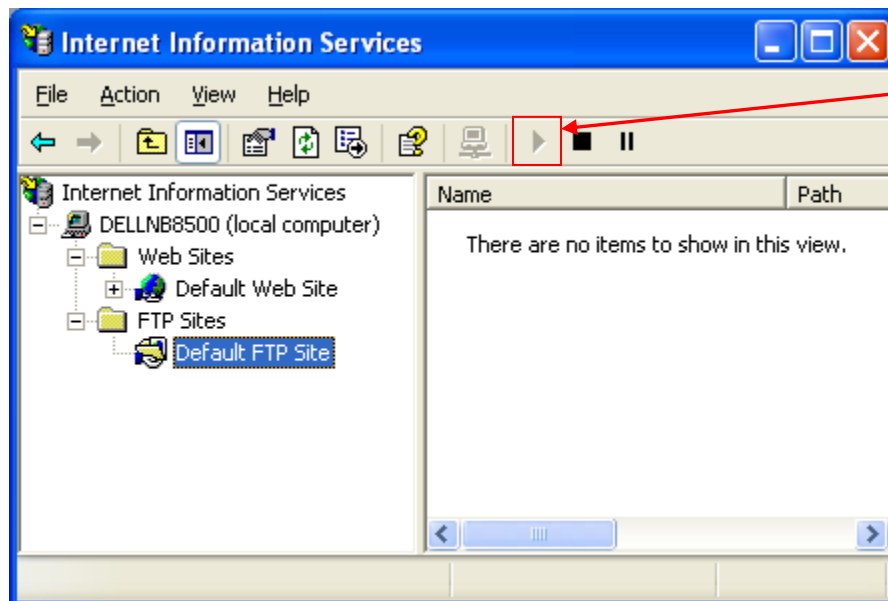 Internet Information Services
File Action View Help
Internet Information Services
DELLNB8500 (local computer)
Web Sites
Default Web Site
FTP Sites
Default FTP Site
Name Path
There are no items to show in this view.